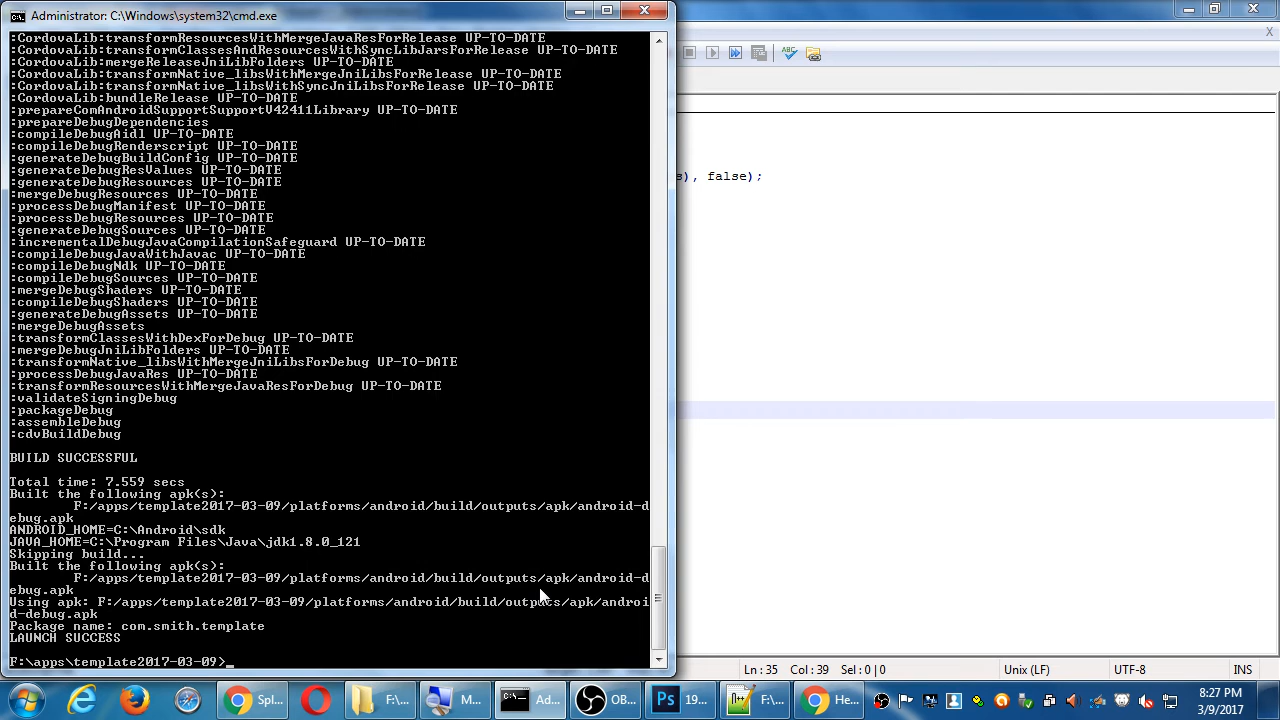 Administrator: C:\Windows\system32\cmd.exe
:CordovaLib:transformResourcesWithMergeJavaResForRelease UP-TO-DATE
:CordovaLib:transformClassesAndResourcesWithSyncLibJarsForRelease UP-TO-DATE
:CordovaLib:mergeReleaseJniLibFolders UP-TO-DATE
:CordovaLib:transformNative_libsWithMergeJniLibsForRelease UP-TO-DATE
:CordovaLib:transformNative_libsWithSyncJniLibsForRelease UP-TO-DATE
:CordovaLib:bundleRelease UP-TO-DATE
:prepareComAndroidSupportSupportV42411Library UP-TO-DATE
:prepareDebugDependencies
:compileDebugAidl UP-TO-DATE
:compileDebugRenderscript UP-TO-DATE
:generateDebugBuildConfig UP-TO-DATE
:generateDebugResValues UP-TO-DATE
:generateDebugResources UP-TO-DATE
:mergeDebugResources UP-TO-DATE
:processDebugManifest UP-TO-DATE
:processDebugResources UP-TO-DATE
:generateDebugSources UP-TO-DATE
:incrementalDebugJavaCompilationSafeguard UP-TO-DATE
:compileDebugJavaWithJavac UP-TO-DATE
:compileDebugNdk UP-TO-DATE
:compileDebugSources UP-TO-DATE
:mergeDebugShaders UP-TO-DATE
:compileDebugShaders UP-TO-DATE
:generateDebugAssets UP-TO-DATE
:mergeDebugAssets
:transformClassesWithDexForDebug UP-TO-DATE
:mergeDebugJniLibFolders UP-TO-DATE
:transformNative_libsWithMergeJniLibsForDebug UP-TO-DATE
:processDebugJavaRes UP-TO-DATE
:transformResourcesWithMergeJavaResForDebug UP-TO-DATE
:validateSigningDebug
:packageDebug
:assembleDebug
:cdvBuildDebug
BUILD SUCCESSFUL
Total time: 7.559 secs
Built the following apk(s):
F:/apps/template2017-03-09/platforms/android/build/outputs/apk/android-d
ebug.apk
ANDROID_HOME=C:\Android\sdk
JAVA_HOME=C:\Program Files\Java\jdk1.8.0_121
Skipping build...
Built the following apk(s):
F:/apps/template2017-03-09/platforms/android/build/outputs/apk/android-d
ebug.apk
Using apk: F:/apps/template2017-03-09/platforms/android/build/outputs/apk/androi
d-debug.apk
Package name: com.smith.template
LAUNCH SUCCESS
F:\apps\template2017-03-09>_
s), false);
ABC
X
Ln: 35 Col: 39 Sel: 0 | 0 Unix (LF) UTF-8 INS
Spl... F:\... M... Ad... OB... Ps 19... F:\... He...
8:27 PM
3/9/2017